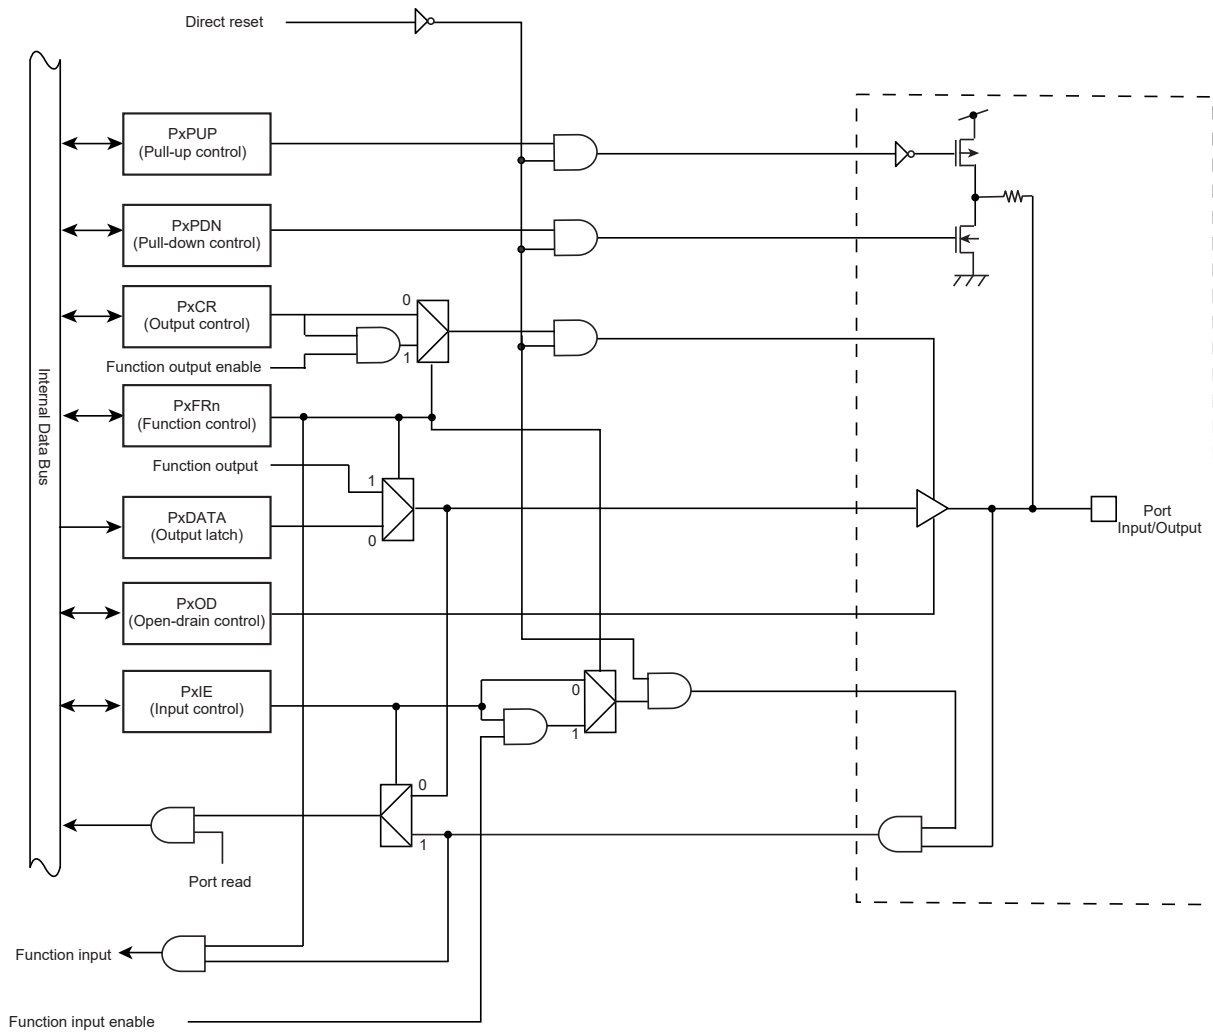 Direct reset
PxPUP
(Pull-up control)
PxPDN
(Pull-down control)
PxCR
(Output control)
0
1
Function output enable
Internal Data Bus
PxFRn
(Function control)
Function output
1
PxDATA
(Output latch)
0
Port
Input/Output
PxOD
(Open-drain control)
PxIE
(Input control)
0
1
0
1
Port read
Function input
Function input enable